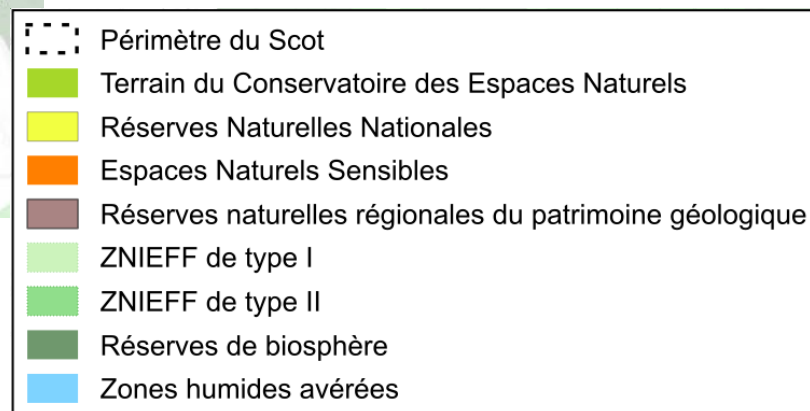 Périmètre du Scot
Terrain du Conservatoire des Espaces Naturels
Réserves Naturelles Nationales
Espaces Naturels Sensibles
Réserves naturelles régionales du patrimoine géologique
ZNIEFF de type I
ZNIEFF de type II
Réserves de biosphère
Zones humides avérées